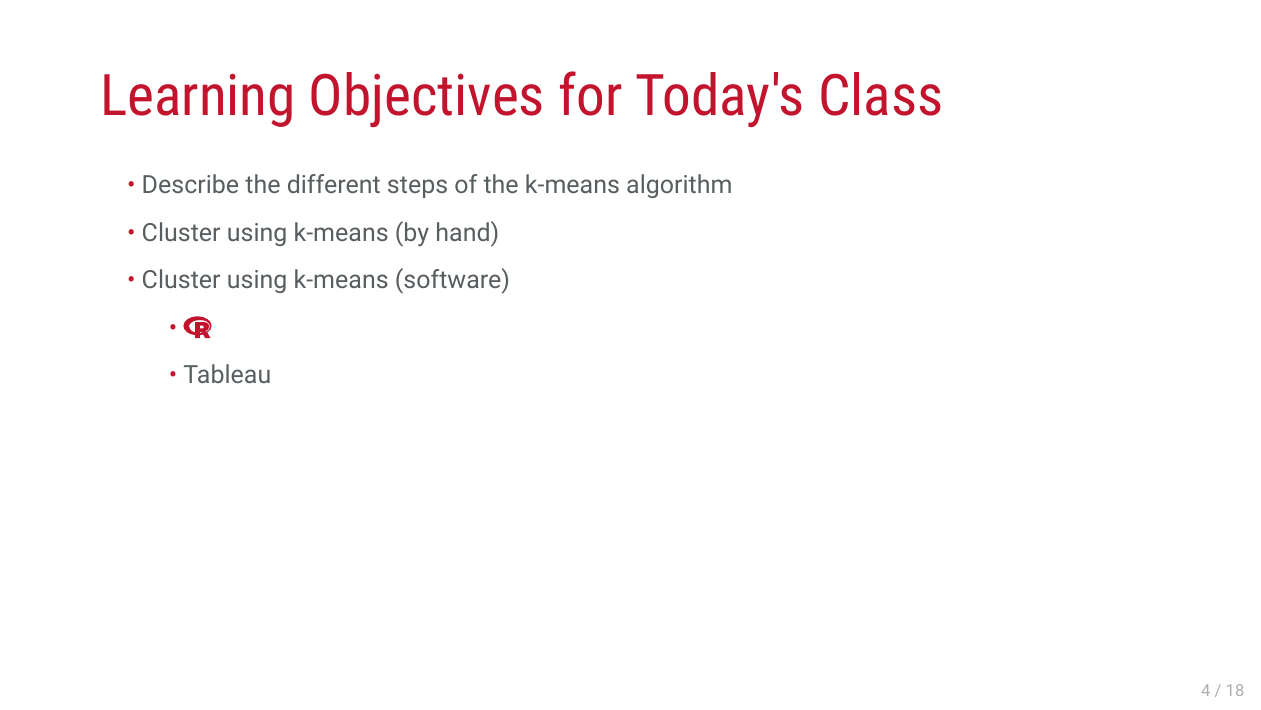 Learning Objectives for Today's Class
• Describe the different steps of the k-means algorithm
• Cluster using k-means (by hand)
• Cluster using k-means (software)
• R
• Tableau
4 / 18